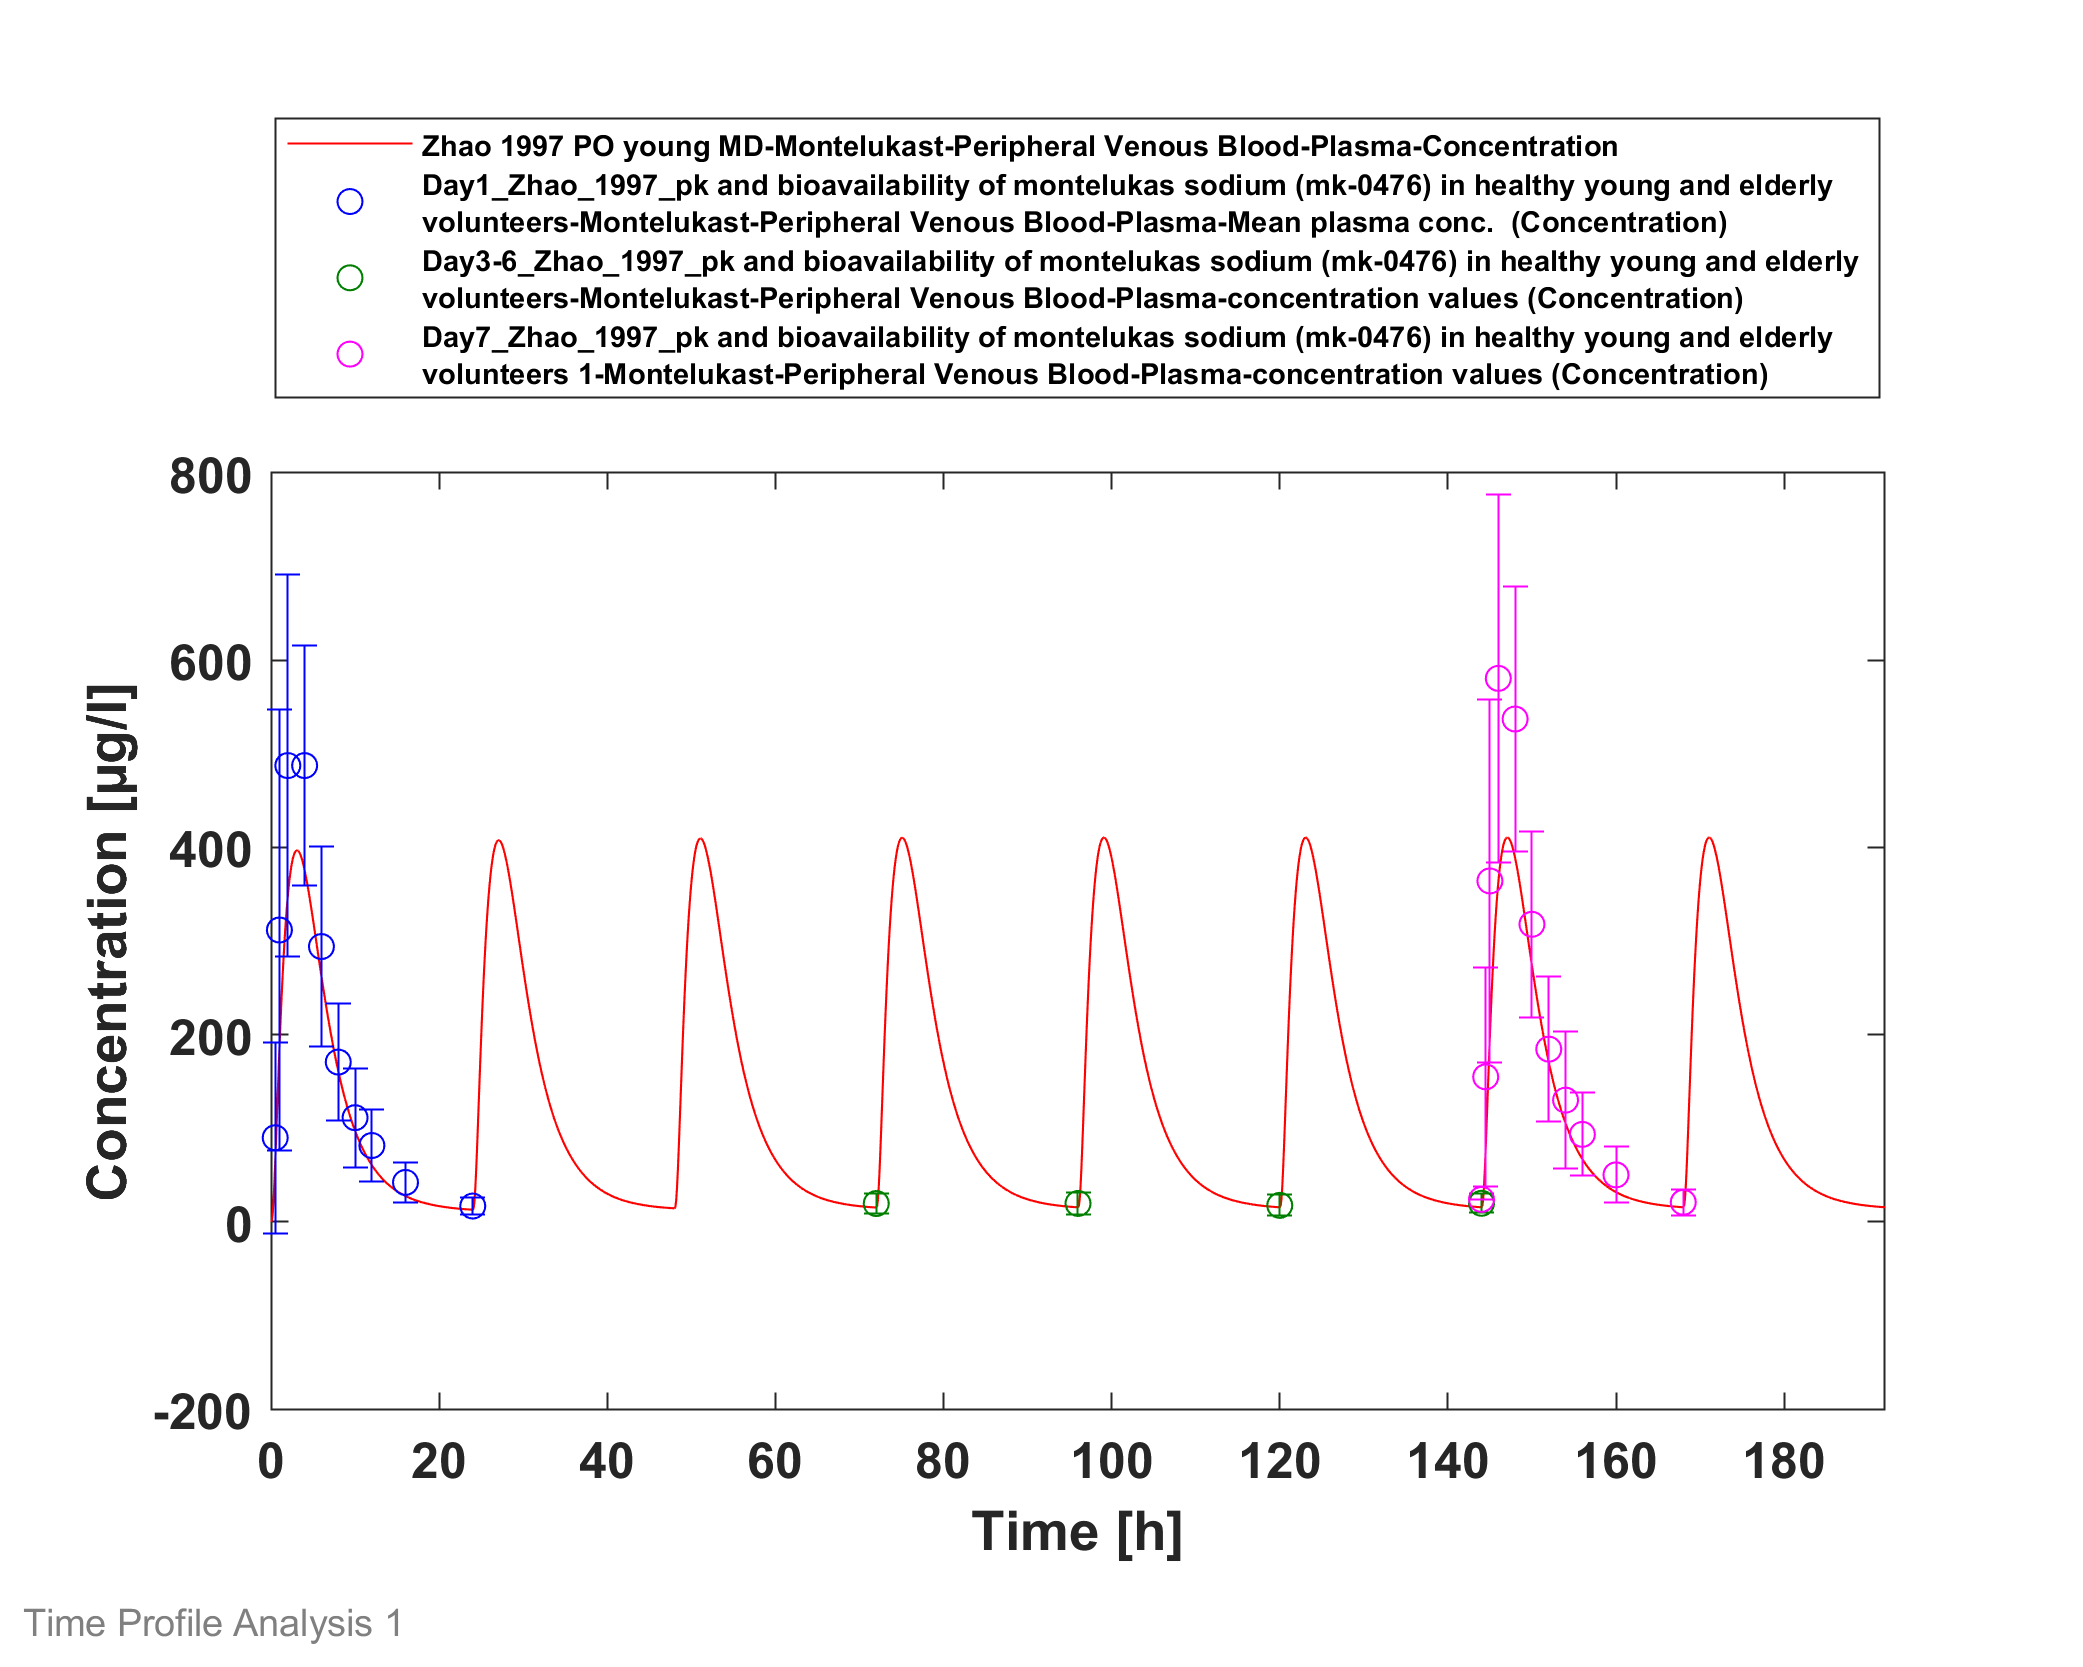 Zhao 1997 PO young MD-Montelukast-Peripheral Venous Blood-Plasma-Concentration
Day1_Zhao_1997_pk and bioavailability of montelukas sodium (mk-0476) in healthy young and elderly
volunteers-Montelukast-Peripheral Venous Blood-Plasma-Mean plasma conc.  (Concentration)
Day3-6_Zhao_1997_pk and bioavailability of montelukas sodium (mk-0476) in healthy young and elderly
volunteers-Montelukast-Peripheral Venous Blood-Plasma-concentration values (Concentration)
Day7_Zhao_1997_pk and bioavailability of montelukas sodium (mk-0476) in healthy young and elderly
volunteers 1-Montelukast-Peripheral Venous Blood-Plasma-concentration values (Concentration)
800
600
400
200
0
-200
Concentration [µg/l]
0 20 40 60 80 100 120 140 160 180
Time [h]
Time Profile Analysis 1